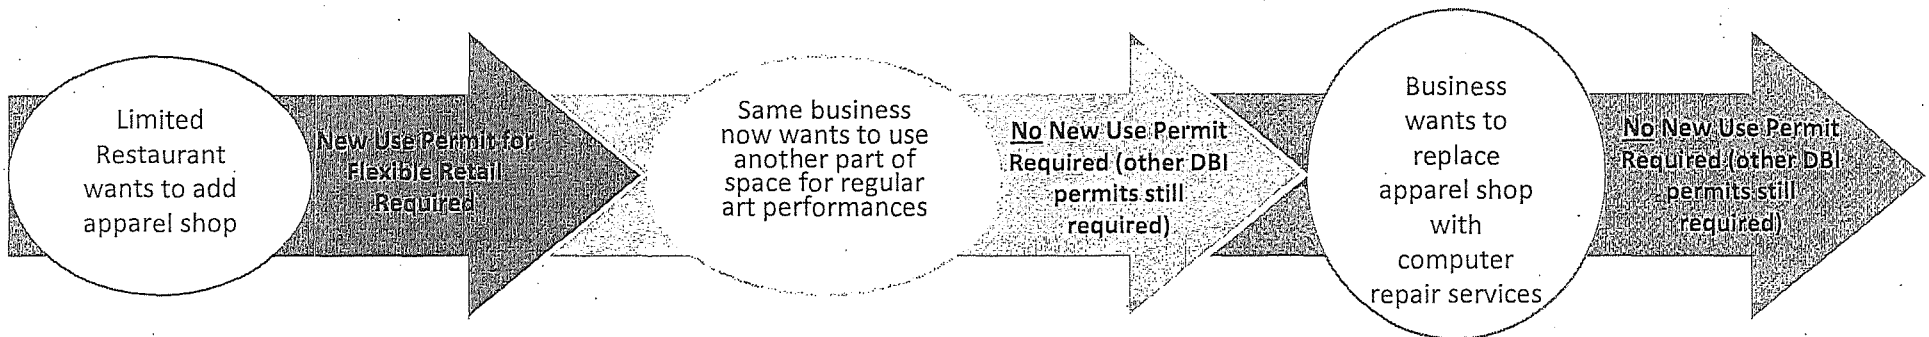 Limited
Restaurant
wants to add
apparel shop
New Use Permit for
Flexible Retail
Required
Same business
now wants to use
another part of
space for regular
art performances
No New Use Permit
Required (other DBI
permits still
required)
Business
wants to
replace
apparel shop
with
computer
repair services
No New Use Permit
Required (other DBI
permits still
required)